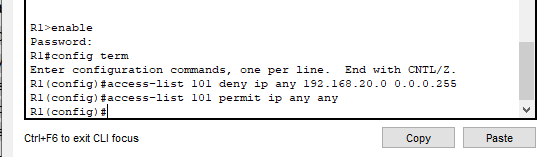 R1>enable
Password:
R1#config term
Enter configuration commands, one per line.  End with CNTL/Z.
R1(config)#access-list 101 deny ip any 192.168.20.0 0.0.0.255
R1(config)#access-list 101 permit ip any any
R1(config)#
Ctrl+F6 to exit CLI focus
Copy
Paste